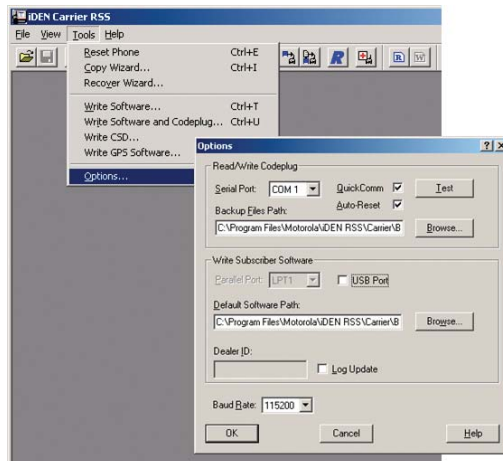 iDEN Carrier RSS
File View Tools Help
Reset Phone Ctrl+E
Copy Wizard... Ctrl+I
Recover Wizard...
Write Software... Ctrl+T
Write Software and Codeplug... Ctrl+U
Write CSD...
Write GPS Software...
Options...
R
R W
Options
Read/Write Codeplug
Serial Port: COM 1 QuickComm Test
Auto-Reset
Backup Files Path:
C:\Program Files\Motorola\iDEN RSS\Carrier\B Browse...
Write Subscriber Software
Parallel Port: LPT1 USB Port
Default Software Path:
C:\Program Files\Motorola\iDEN RSS\Carrier\B Browse...
Dealer ID:
Log Update
Baud Rate: 115200
OK Cancel Help